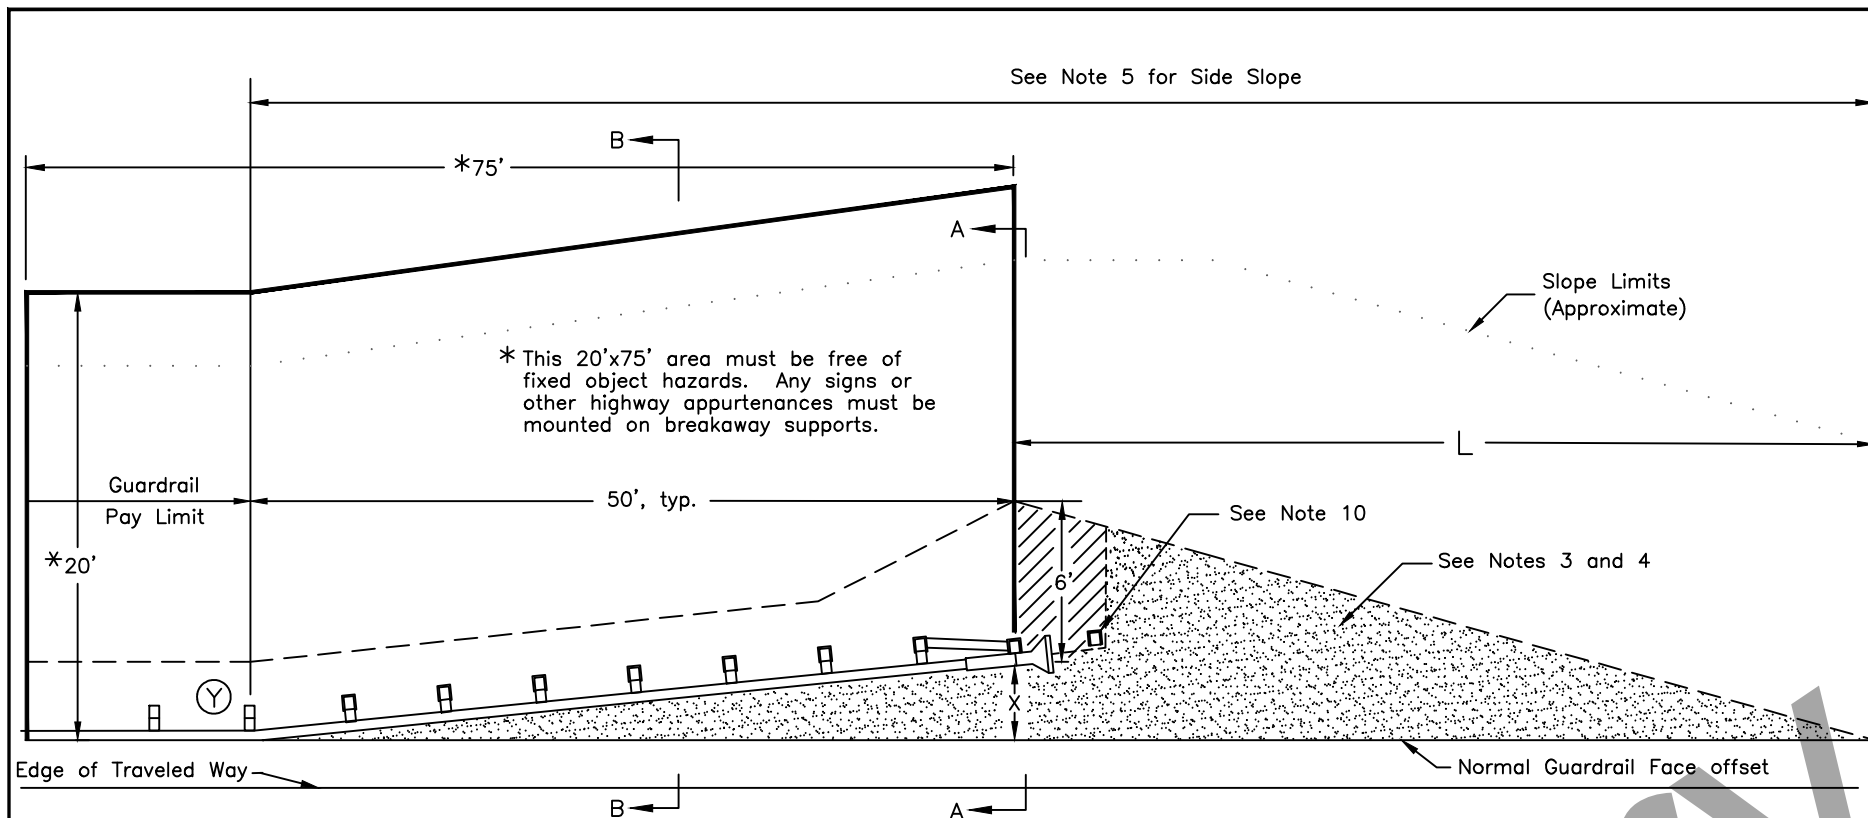 See Note 5 for Side Slope
B
*75'
A
Slope Limits
(Approximate)
* This 20'x75' area must be free of
fixed object hazards. Any signs or
other highway appurtenances must be
mounted on breakaway supports.
L
Guardrail
Pay Limit
50', typ.
See Note 10
*20'
6'
See Notes 3 and 4
Y
X
Edge of Traveled Way
Normal Guardrail Face offset
B
A